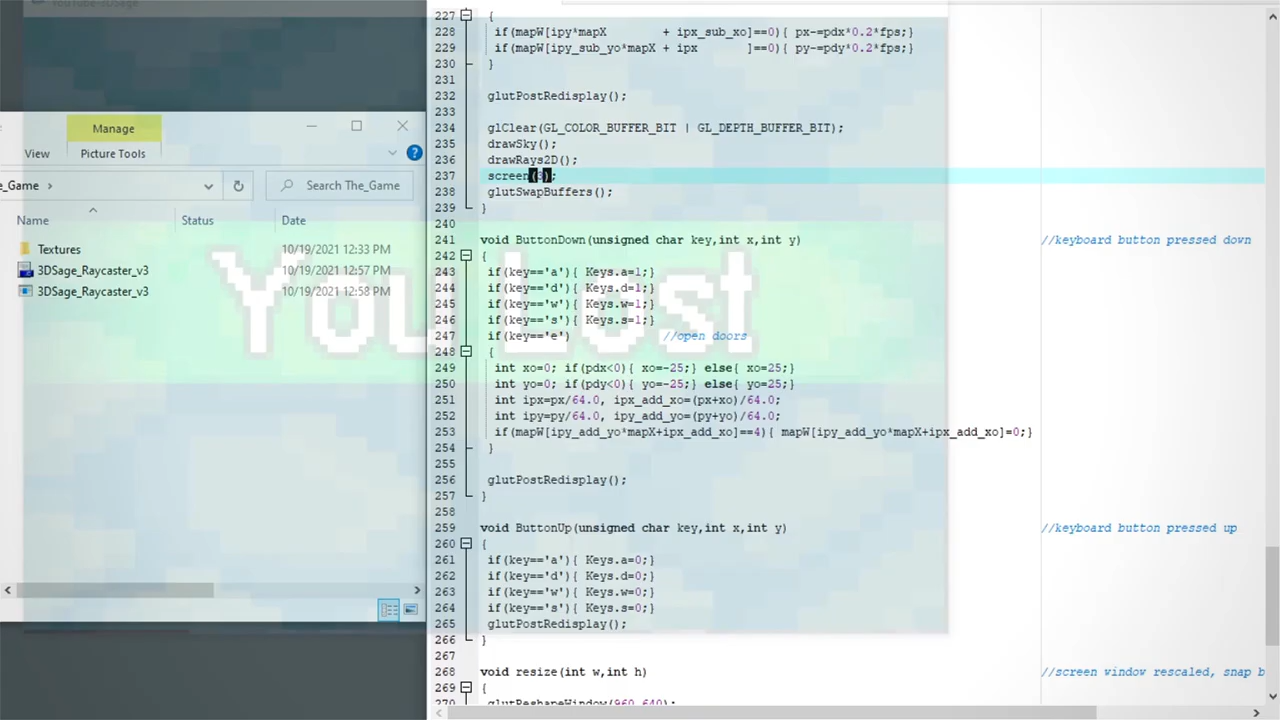 YouTube-3DSage
Manage
View Picture Tools
The_Game
Search The_Game
Name Status Date
Textures 10/19/2021 12:33 PM
3DSage_Raycaster_v3 10/19/2021 12:57 PM
3DSage_Raycaster_v3 10/19/2021 12:58 PM
You Lost
227 {
228 if(mapW[ipy*mapX + ipx_sub_xo]==0){ px-=pdx*0.2*fps;}
229 if(mapW[ipy_sub_yo*mapX + ipx ]==0){ py-=pdy*0.2*fps;}
230 }
231
232 glutPostRedisplay();
233
234 glClear(GL_COLOR_BUFFER_BIT | GL_DEPTH_BUFFER_BIT);
235 drawSky();
236 drawRays2D();
237 screen(3);
238 glutSwapBuffers();
239 }
240
241 void ButtonDown(unsigned char key,int x,int y) //keyboard button pressed down
242 {
243 if(key=='a'){ Keys.a=1;}
244 if(key=='d'){ Keys.d=1;}
245 if(key=='w'){ Keys.w=1;}
246 if(key=='s'){ Keys.s=1;}
247 if(key=='e') //open doors
248 {
249 int xo=0; if(pdx<0){ xo=-25;} else{ xo=25;}
250 int yo=0; if(pdy<0){ yo=-25;} else{ yo=25;}
251 int ipx=px/64.0, ipx_add_xo=(px+xo)/64.0;
252 int ipy=py/64.0, ipy_add_yo=(py+yo)/64.0;
253 if(mapW[ipy_add_yo*mapX+ipx_add_xo]==4){ mapW[ipy_add_yo*mapX+ipx_add_xo]=0;}
254 }
255
256 glutPostRedisplay();
257 }
258
259 void ButtonUp(unsigned char key,int x,int y) //keyboard button pressed up
260 {
261 if(key=='a'){ Keys.a=0;}
262 if(key=='d'){ Keys.d=0;}
263 if(key=='w'){ Keys.w=0;}
264 if(key=='s'){ Keys.s=0;}
265 glutPostRedisplay();
266 }
267
268 void resize(int w,int h) //screen window rescaled, snap b
269 {
270 glutReshapeWindow(960,640);